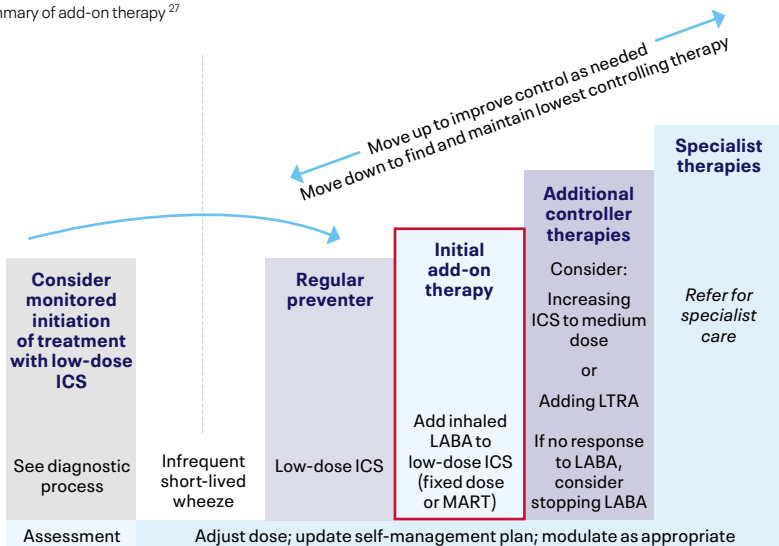 mmary of add-on therapy 27
Move up to improve control as needed
Move down to find and maintain lowest controlling therapy
Consider
monitored
initiation
of treatment
with low-dose
ICS
See diagnostic
process
Infrequent
short-lived
wheeze
Regular
preventer
Low-dose ICS
Initial
add-on
therapy
Add inhaled
LABA to
low-dose ICS
(fixed dose
or MART)
Additional
controller
therapies
Consider:
Increasing
ICS to medium
dose
or
Adding LTRA
If no response
to LABA,
consider
stopping LABA
Specialist
therapies
Refer for
specialist
care
Assessment
Adjust dose; update self-management plan; modulate as appropriate